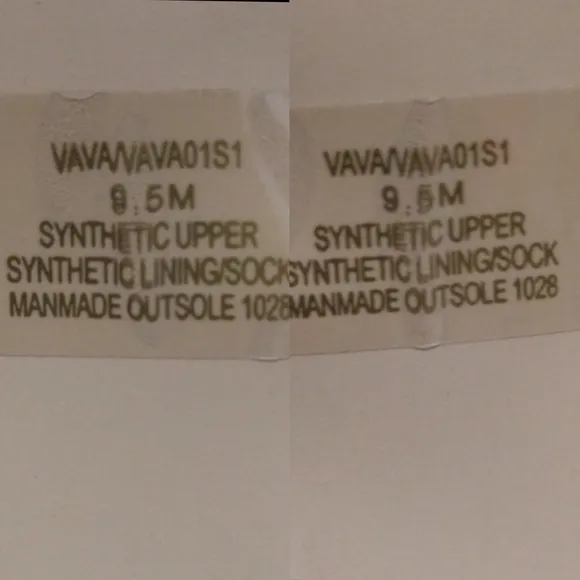 VAVA/VAVA01S1
9.5M
SYNTHETIC UPPER
SYNTHETIC LINING/SOCK
MANMADE OUTSOLE 1028
VAVA/VAVA01S1
9.5M
SYNTHETIC UPPER
SYNTHETIC LINING/SOCK
MANMADE OUTSOLE 1028